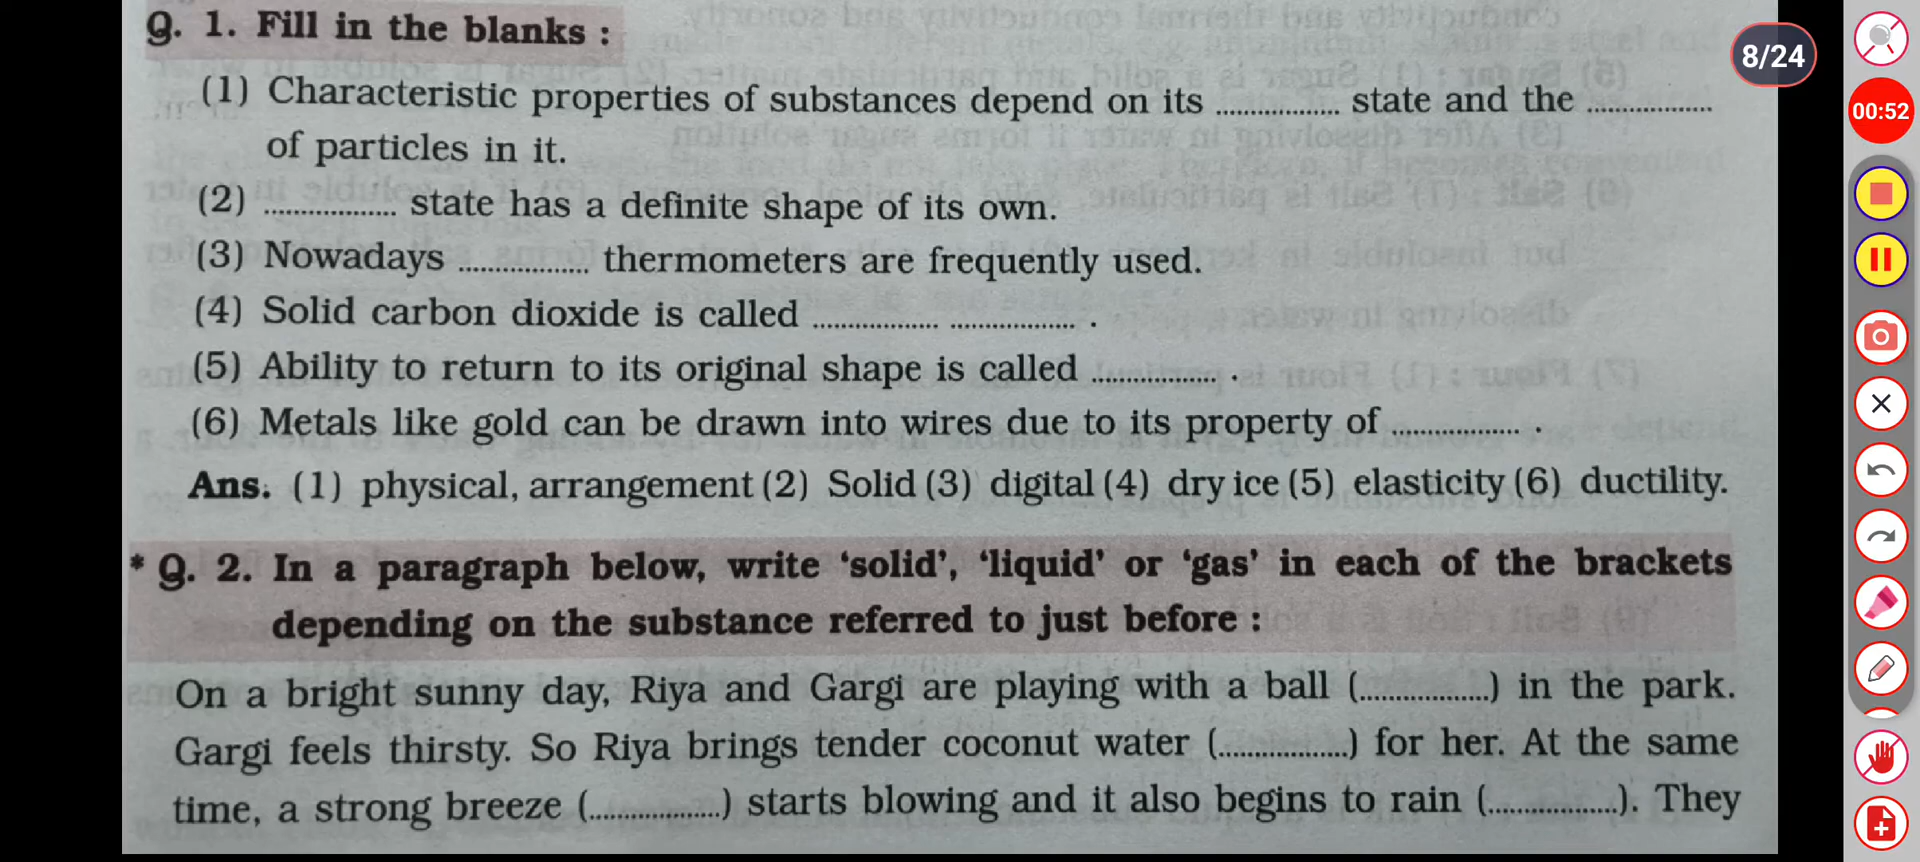 Q. 1. Fill in the blanks :
(1) Characteristic properties of substances depend on its ................. state and the .................
of particles in it.
(2) ................. state has a definite shape of its own.
(3) Nowadays ................. thermometers are frequently used.
(4) Solid carbon dioxide is called ................. ................. .
(5) Ability to return to its original shape is called ................. .
(6) Metals like gold can be drawn into wires due to its property of ................. .
Ans. (1) physical, arrangement (2) Solid (3) digital (4) dry ice (5) elasticity (6) ductility.
* Q. 2. In a paragraph below, write ‘solid’, ‘liquid’ or ‘gas’ in each of the brackets
depending on the substance referred to just before :
On a bright sunny day, Riya and Gargi are playing with a ball (.................) in the park.
Gargi feels thirsty. So Riya brings tender coconut water (.................) for her. At the same
time, a strong breeze (.................) starts blowing and it also begins to rain (.................). They
8/24
00:52